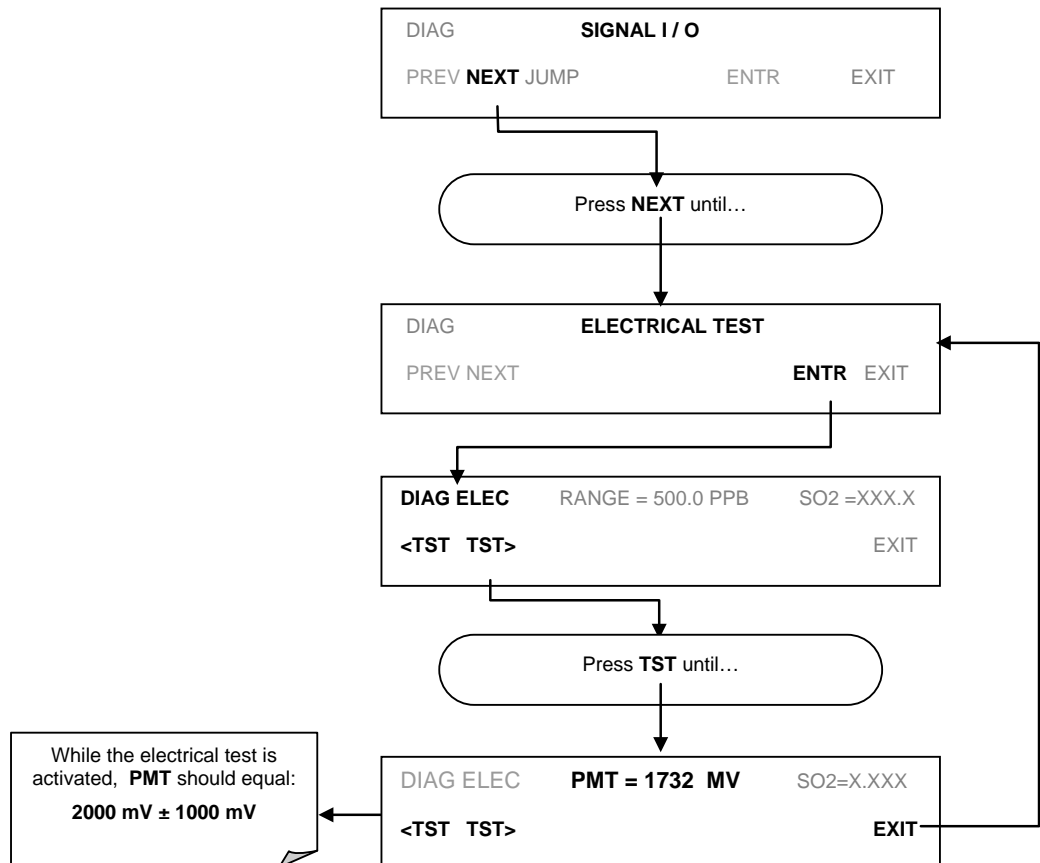 DIAG SIGNAL I / O
PREV NEXT JUMP ENTR EXIT
Press NEXT until…
DIAG ELECTRICAL TEST
PREV NEXT ENTR EXIT
DIAG ELEC RANGE = 500.0 PPB SO2 =XXX.X
<TST TST> EXIT
Press TST until…
While the electrical test is
activated, PMT should equal:
2000 mV ± 1000 mV
DIAG ELEC PMT = 1732 MV SO2=X.XXX
<TST TST> EXIT